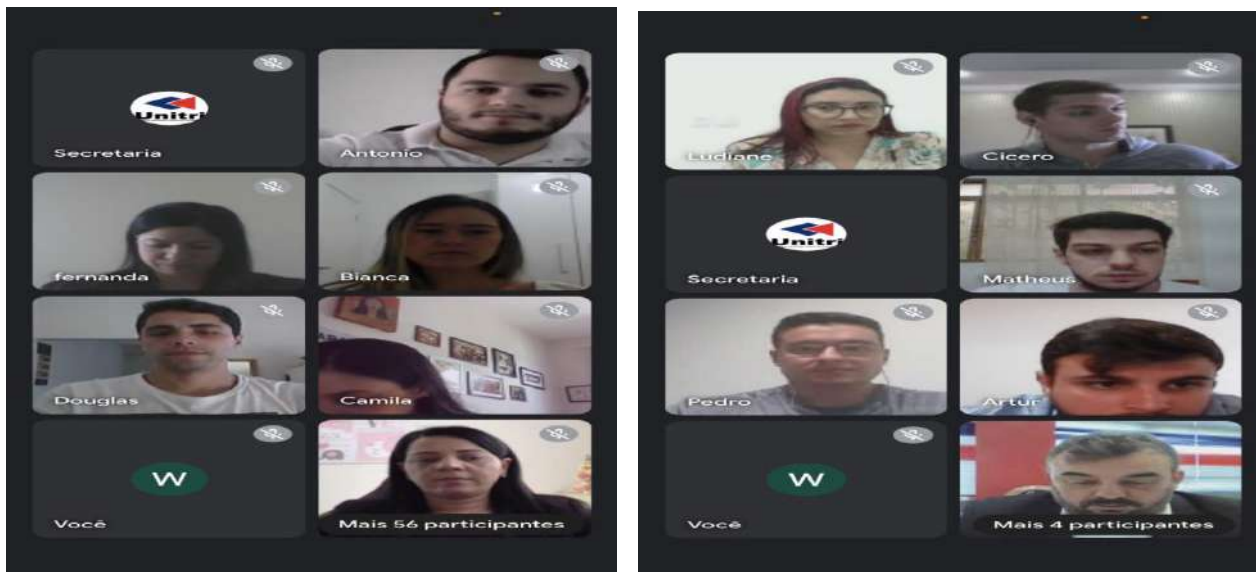 Unitri
Secretaria
Antonio
fernanda
Bianca
Douglas
Camila
W
Você
Mais 56 participantes
Ludiane
Cicero
Unitri
Secretaria
Matheus
Pedro
Artur
W
Você
Mais 4 participantes